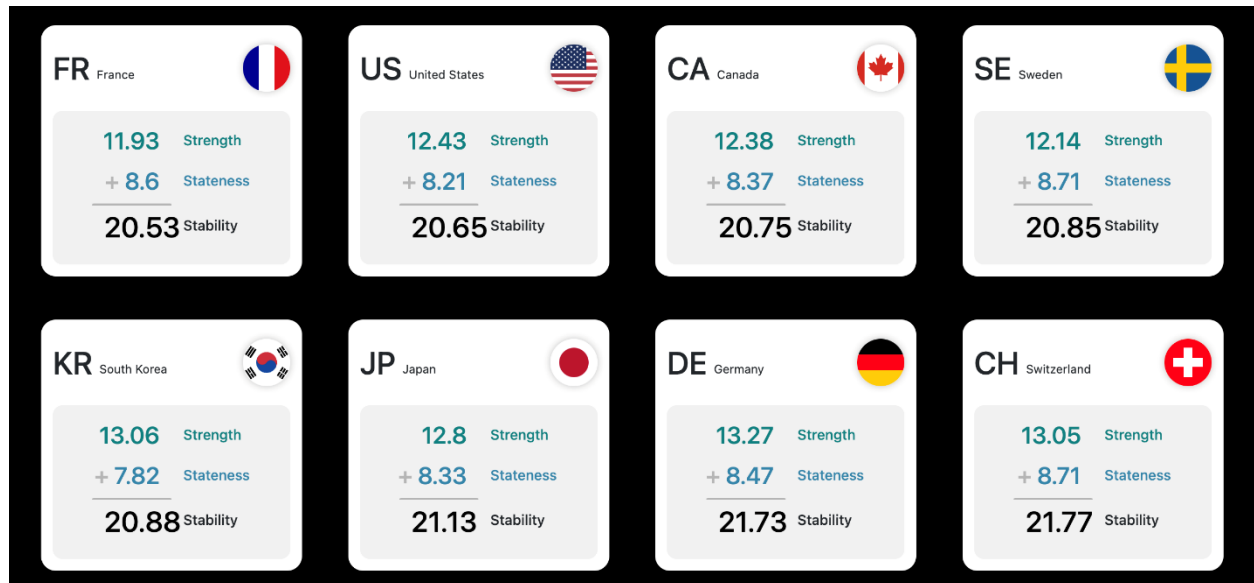 FR France
11.93 Strength
+ 8.6 Stateness
20.53 Stability
US United States
12.43 Strength
+ 8.21 Stateness
20.65 Stability
CA Canada
12.38 Strength
+ 8.37 Stateness
20.75 Stability
SE Sweden
12.14 Strength
+ 8.71 Stateness
20.85 Stability
KR South Korea
13.06 Strength
+ 7.82 Stateness
20.88 Stability
JP Japan
12.8 Strength
+ 8.33 Stateness
21.13 Stability
DE Germany
13.27 Strength
+ 8.47 Stateness
21.73 Stability
CH Switzerland
13.05 Strength
+ 8.71 Stateness
21.77 Stability